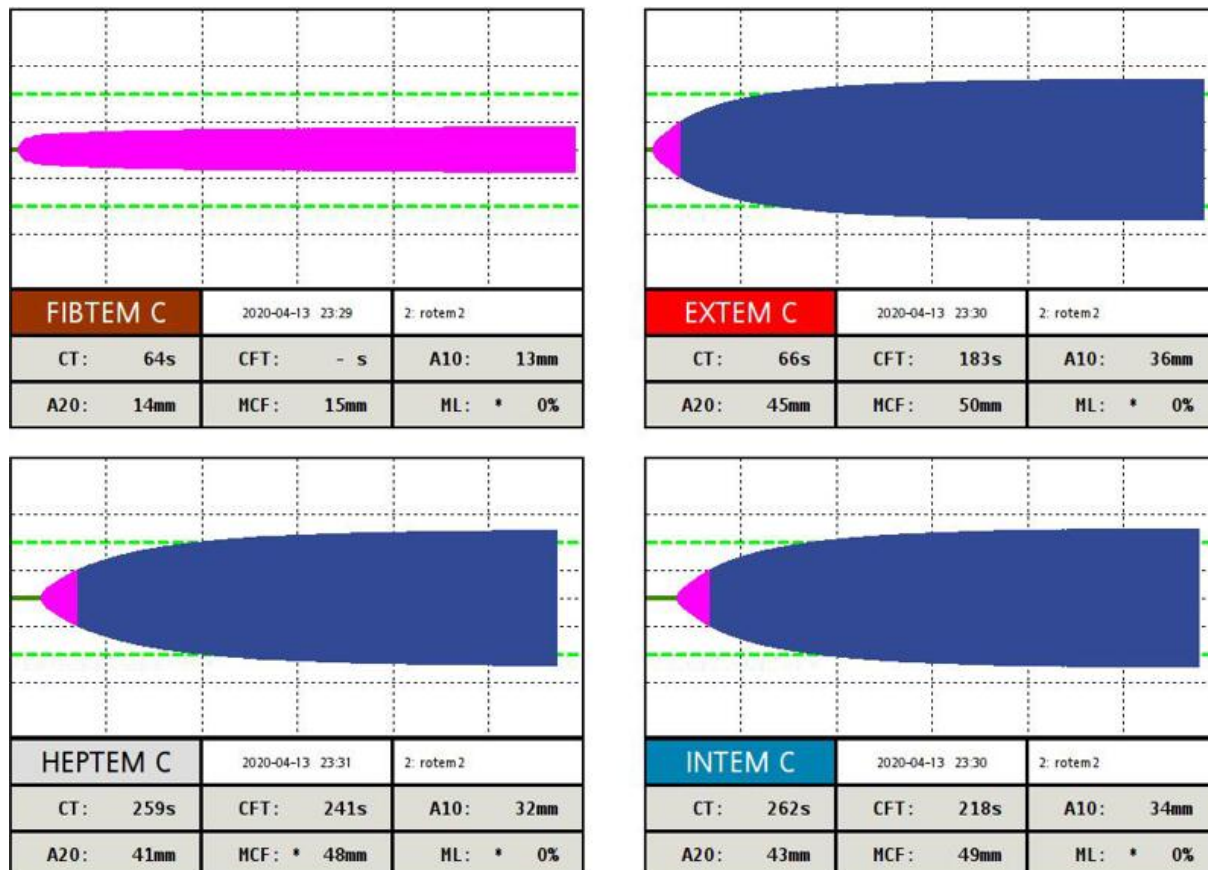 FIBTEM C 2020-04-13 23:29 2: rotem2
CT: 64s CFT: - s A10: 13mm
A20: 14mm MCF: 15mm ML: * 0%
EXTEM C 2020-04-13 23:30 2: rotem2
CT: 66s CFT: 183s A10: 36mm
A20: 45mm MCF: 50mm ML: * 0%
HEPTEM C 2020-04-13 23:31 2: rotem2
CT: 259s CFT: 241s A10: 32mm
A20: 41mm MCF: * 48mm ML: * 0%
INTEM C 2020-04-13 23:30 2: rotem2
CT: 262s CFT: 218s A10: 34mm
A20: 43mm MCF: 49mm ML: * 0%